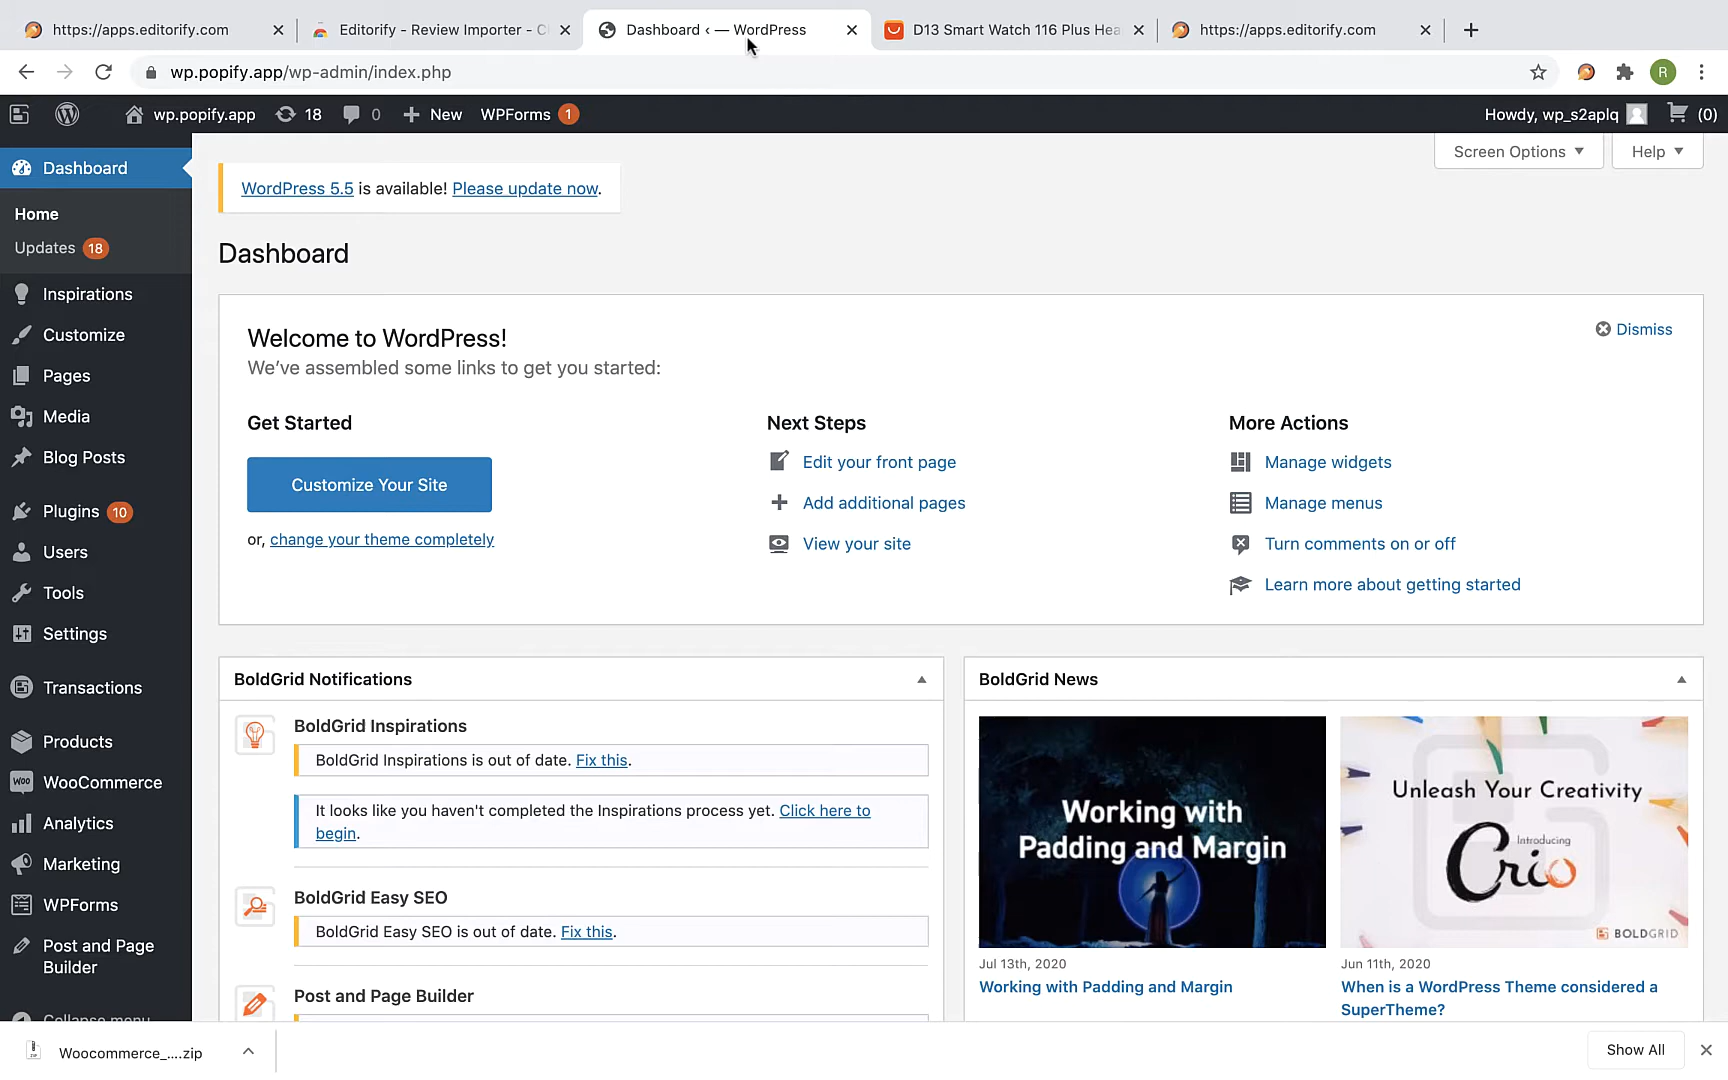 https://apps.editorify.com
Editorify - Review Importer - C
Dashboard ‹ — WordPress
D13 Smart Watch 116 Plus Hea
https://apps.editorify.com
wp.popify.app/wp-admin/index.php
R
wp.popify.app
18
0
New
WPForms 1
Howdy, wp_s2aplq
(0)
Dashboard
Home
Updates 18
Inspirations
Customize
Pages
Media
Blog Posts
Plugins 10
Users
Tools
Settings
Transactions
Products
WooCommerce
Analytics
Marketing
WPForms
Post and Page
Builder
Collapse menu
Screen Options ▼
Help ▼
WordPress 5.5 is available! Please update now.
Dashboard
Welcome to WordPress!
We've assembled some links to get you started:
Dismiss
Get Started
Customize Your Site
or, change your theme completely
Next Steps
Edit your front page
Add additional pages
View your site
More Actions
Manage widgets
Manage menus
Turn comments on or off
Learn more about getting started
BoldGrid Notifications
BoldGrid Inspirations
BoldGrid Inspirations is out of date. Fix this.
It looks like you haven't completed the Inspirations process yet. Click here to
begin.
BoldGrid Easy SEO
BoldGrid Easy SEO is out of date. Fix this.
Post and Page Builder
BoldGrid News
Working with
Padding and Margin
Jul 13th, 2020
Working with Padding and Margin
Unleash Your Creativity
Introducing
Crio
BOLDGRID
Jun 11th, 2020
When is a WordPress Theme considered a
SuperTheme?
Woocommerce_....zip
Show All